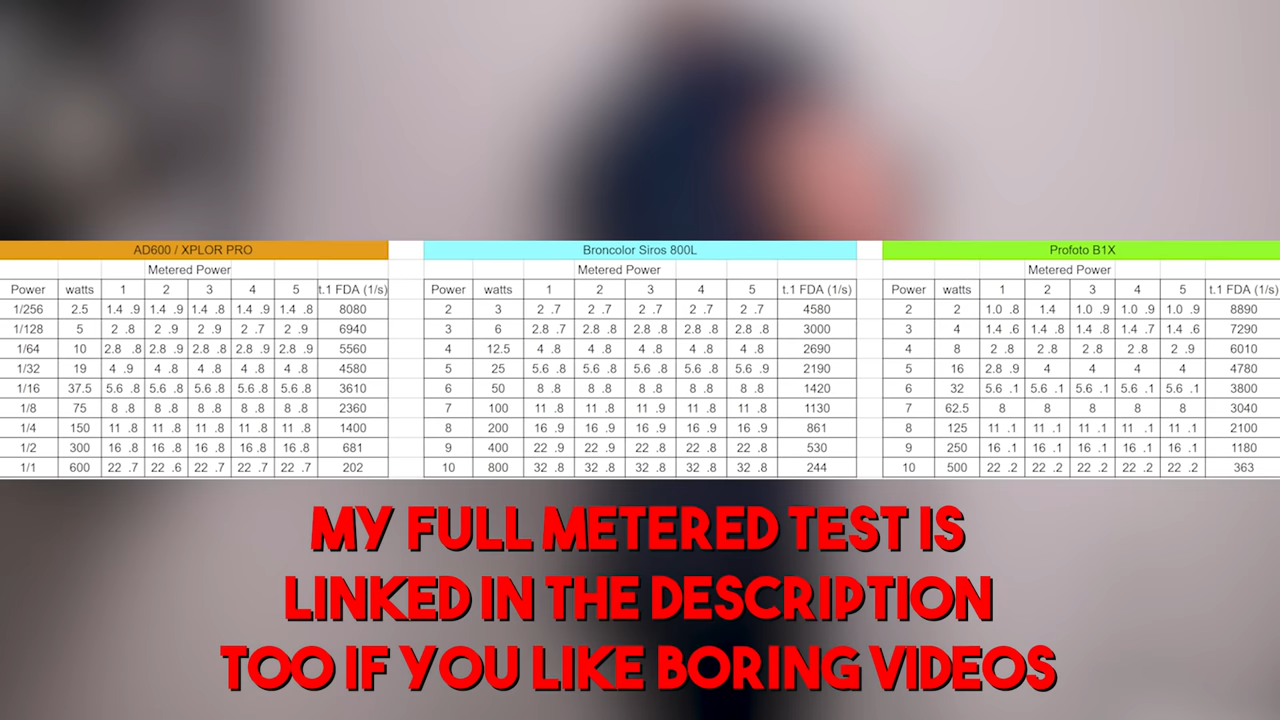 AD600 / XPLOR PRO Broncolor Siros 800L Profoto B1X
Metered Power Metered Power Metered Power
Power watts 1 2 3 4 5 t.1 FDA (1/s) Power watts 1 2 3 4 5 t.1 FDA (1/s) Power watts 1 2 3 4 5 t.1 FDA (1/s)
1/256 2.5 1.4 .9 1.4 .9 1.4 .8 1.4 .9 1.4 .8 8080 2 3 2 .7 2 .7 2 .7 2 .7 2 .7 4580 2 2 1.0 .8 1.4 1.0 .9 1.0 .9 1.0 .9 8890
1/128 5 2 .8 2 .9 2 .9 2 .7 2 .9 6940 3 6 2.8 .7 2.8 .8 2.8 .8 2.8 .8 2.8 .8 3000 3 4 1.4 .8 1.4 .8 1.4 .8 1.4 .7 1.4 .6 7290
1/64 10 2.8 .8 2.8 .9 2.8 .8 2.8 .9 2.8 .9 5560 4 12.5 4 .8 4 .8 4 .8 4 .8 4 .8 2690 4 8 2 .8 2 .8 2 .8 2 .8 2 .9 6010
1/32 19 4 .9 4 .8 4 .8 4 .8 4 .8 4580 5 25 5.6 .8 5.6 .8 5.6 .8 5.6 .8 5.6 .9 2190 5 16 2.8 .9 4 4 4 4 4780
1/16 37.5 5.6 .8 5.6 .8 5.6 .8 5.6 .8 5.6 .8 3610 6 50 8 .8 8 .8 8 .8 8 .8 8 .8 1420 6 32 5.6 .1 5.6 .1 5.6 .1 5.6 .1 5.6 .1 3800
1/8 75 8 .8 8 .8 8 .8 8 .8 8 .8 2360 7 100 11 .8 11 .8 11 .9 11 .8 11 .8 1130 7 62.5 8 8 8 8 8 3040
1/4 150 11 .8 11 .8 11 .8 11 .8 11 .8 1400 8 200 16 .9 16 .9 16 .9 16 .9 16 .8 861 8 125 11 .1 11 .1 11 .1 11 .1 11 .1 2100
1/2 300 16 .8 16 .8 16 .8 16 .8 16 .8 681 9 400 22 .9 22 .9 22 .8 22 .8 22 .8 530 9 250 16 .1 16 .1 16 .1 16 .1 16 .1 1180
1/1 600 22 .7 22 .6 22 .7 22 .7 22 .7 202 10 800 32 .8 32 .8 32 .8 32 .8 32 .8 244 10 500 22 .2 22 .2 22 .2 22 .2 22 .2 363
MY FULL METERED TEST IS
LINKED IN THE DESCRIPTION
TOO IF YOU LIKE BORING VIDEOS